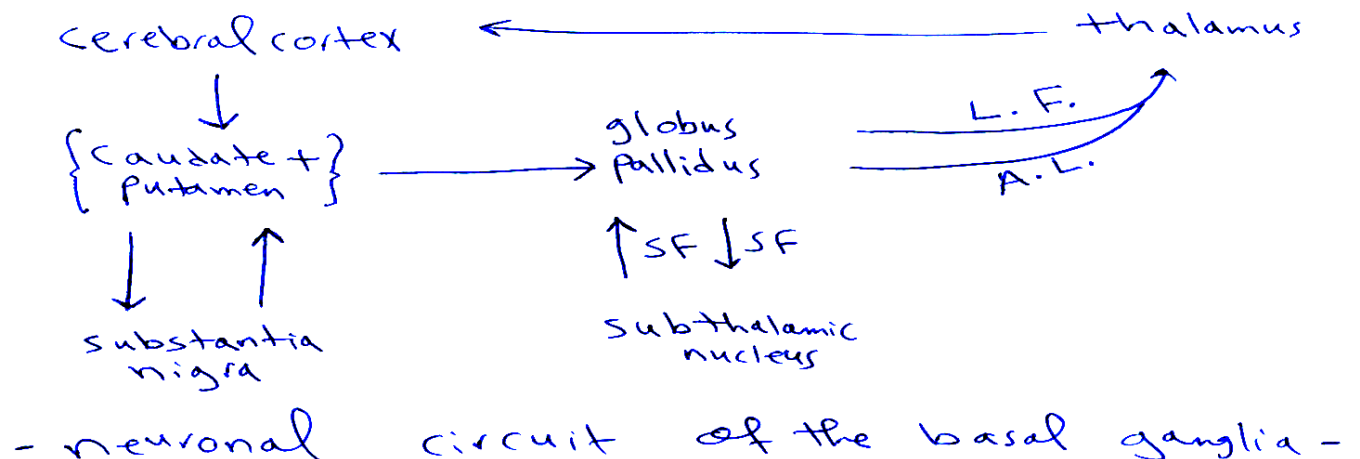 cerebral cortex
thalamus
L. F.
globus
{caudate + }
pallidus
putamen
A. L.
SF
SF
substantia
subthalamic
nigra
nucleus
- neuronal circuit of the basal ganglia -